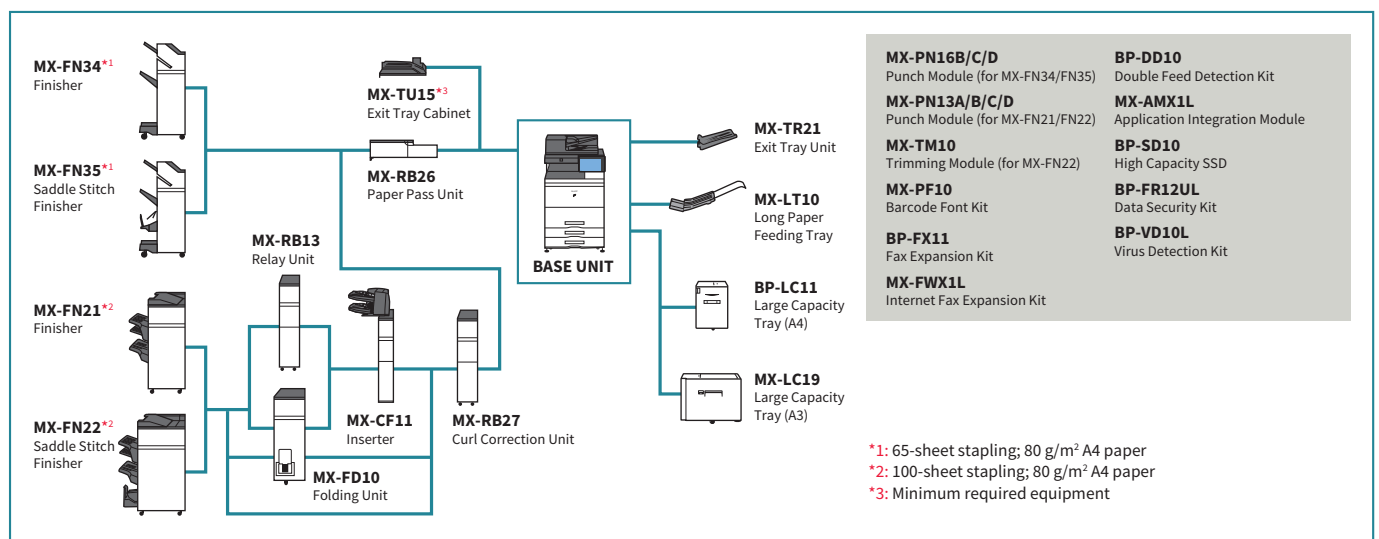 MX-FN34*1
Finisher
MX-FN35*1
Saddle Stitch
Finisher
MX-TU15*3
Exit Tray Cabinet
MX-RB26
Paper Pass Unit
BASE UNIT
MX-TR21
Exit Tray Unit
MX-LT10
Long Paper
Feeding Tray
BP-LC11
Large Capacity
Tray (A4)
MX-LC19
Large Capacity
Tray (A3)
MX-RB13
Relay Unit
MX-FN21*2
Finisher
MX-FN22*2
Saddle Stitch
Finisher
MX-CF11
Inserter
MX-RB27
Curl Correction Unit
MX-FD10
Folding Unit
MX-PN16B/C/D
Punch Module (for MX-FN34/FN35)
MX-PN13A/B/C/D
Punch Module (for MX-FN21/FN22)
MX-TM10
Trimming Module (for MX-FN22)
MX-PF10
Barcode Font Kit
BP-FX11
Fax Expansion Kit
MX-FWX1L
Internet Fax Expansion Kit
BP-DD10
Double Feed Detection Kit
MX-AMX1L
Application Integration Module
BP-SD10
High Capacity SSD
BP-FR12UL
Data Security Kit
BP-VD10L
Virus Detection Kit
*1: 65-sheet stapling; 80 g/m² A4 paper
*2: 100-sheet stapling; 80 g/m² A4 paper
*3: Minimum required equipment